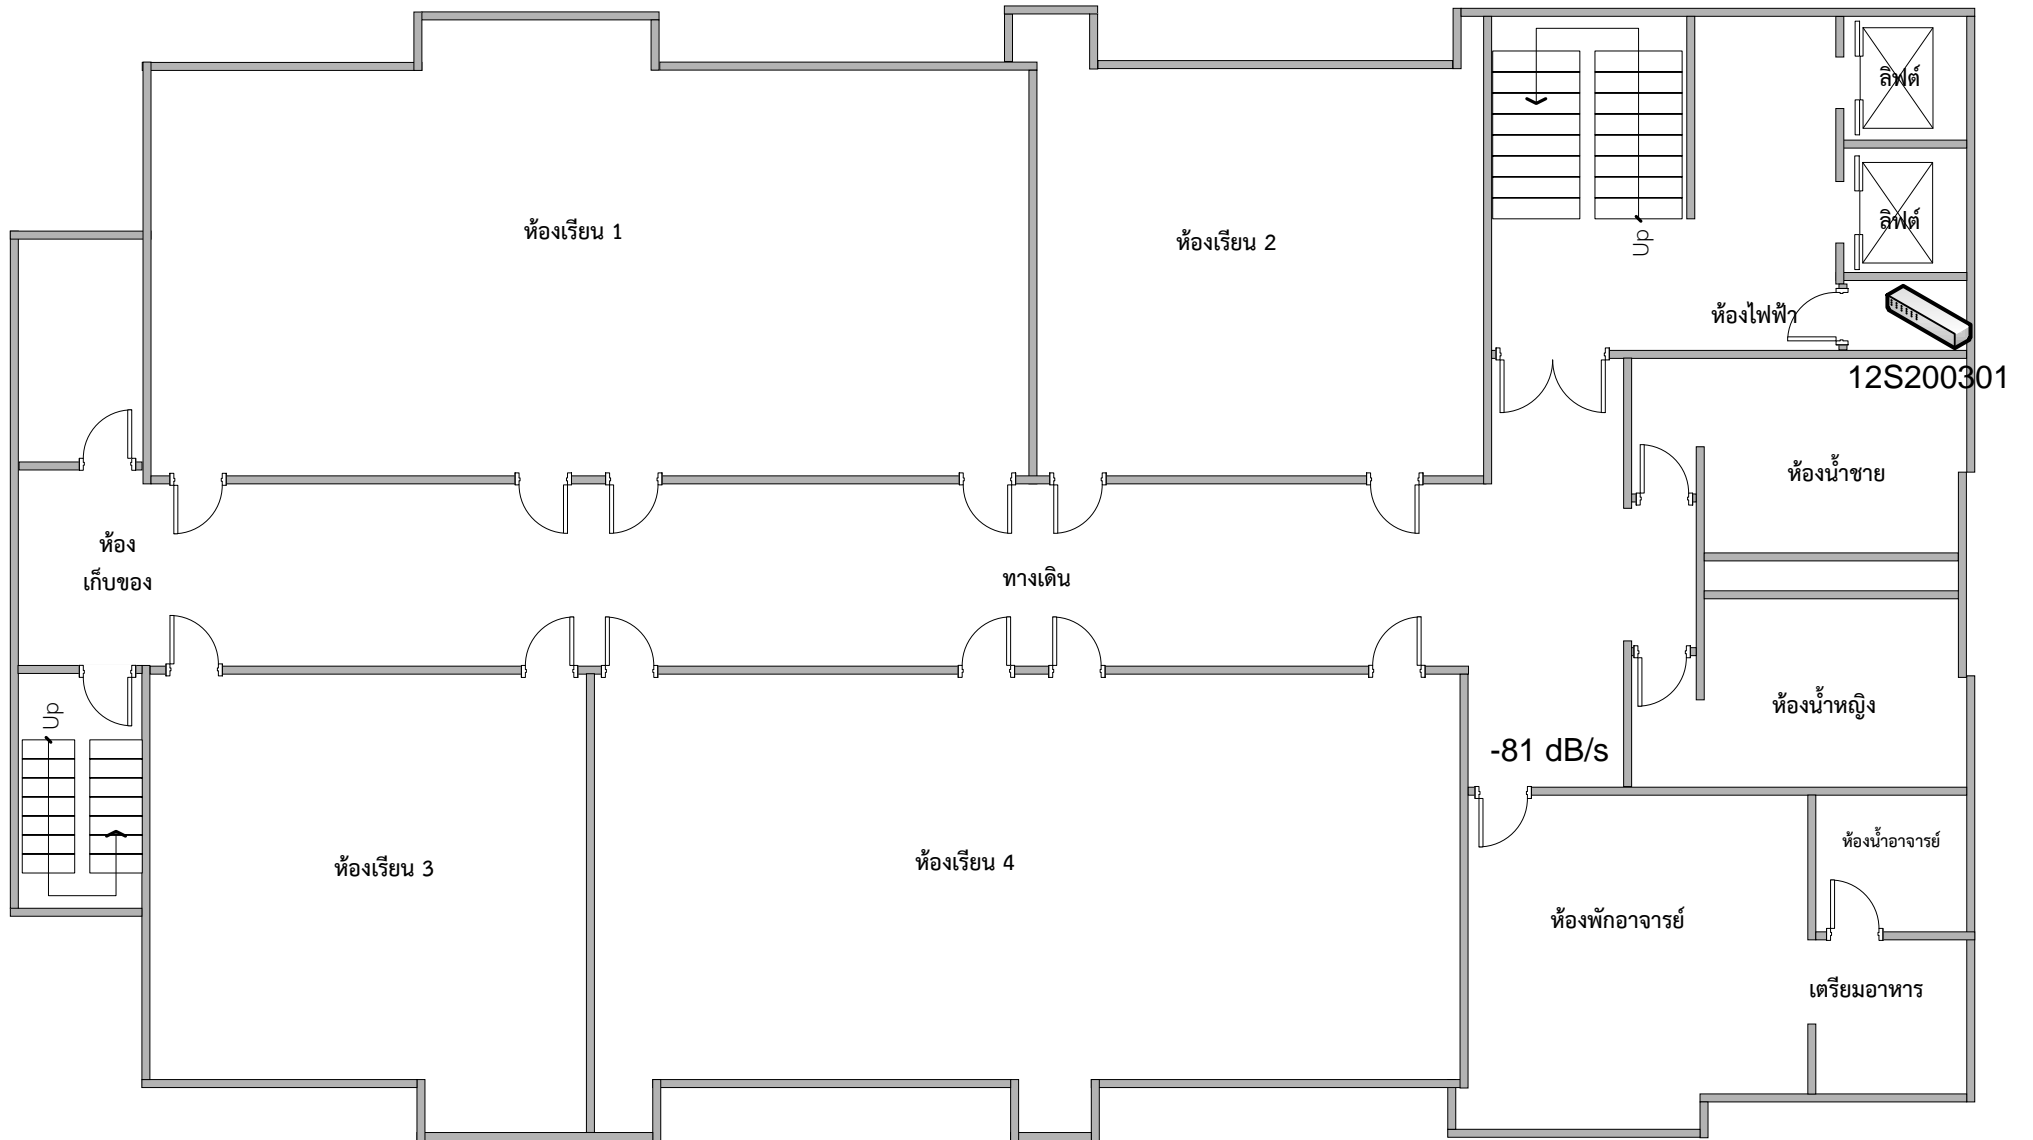 ลิฟต์
ห้องเรียน 1
ห้องเรียน 2
ลิฟต์
Up
ห้องไฟฟ้า
12S200301
ห้องน้ำชาย
ห้อง
เก็บของ
ทางเดิน
ห้องน้ำหญิง
Up
-81 dB/s
ห้องน้ำอาจารย์
ห้องเรียน 3
ห้องเรียน 4
ห้องพักอาจารย์
เตรียมอาหาร